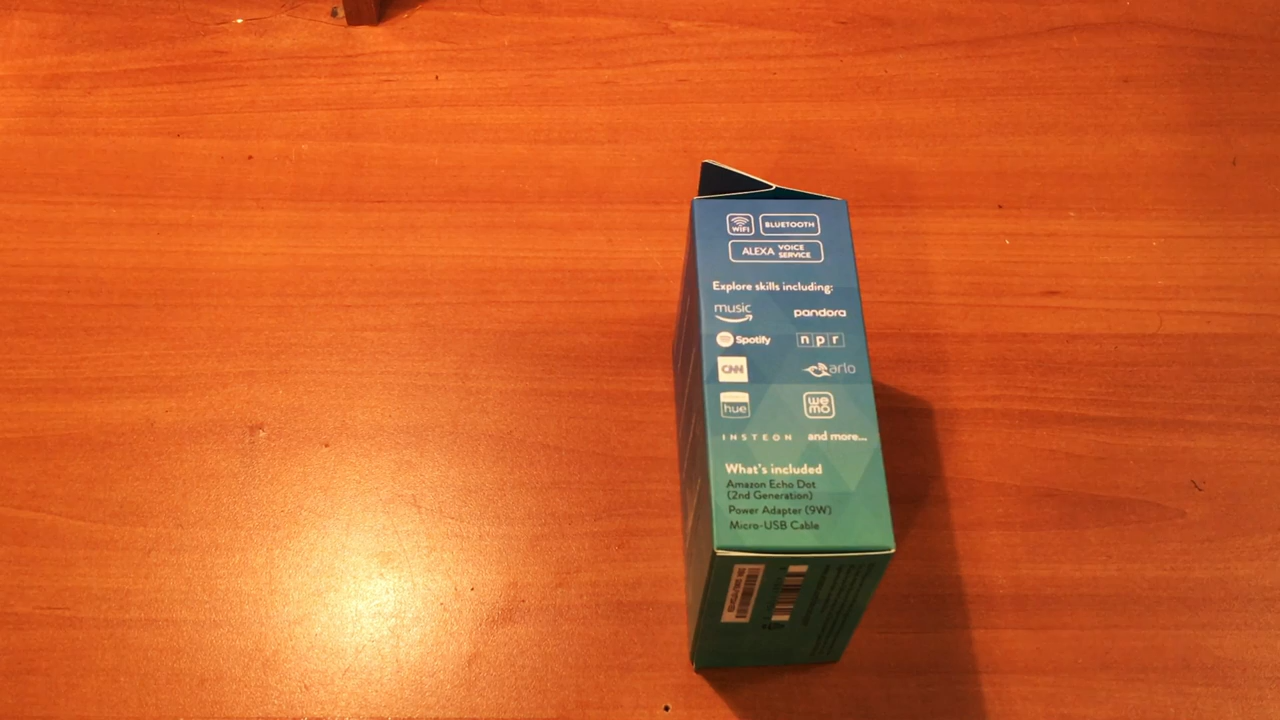 WiFi BLUETOOTH
ALEXA VOICE SERVICE
Explore skills including:
music pandora
Spotify npr
CNN arlo
hue wemo
INSTEON and more...
What's included
Amazon Echo Dot
(2nd Generation)
Power Adapter (9W)
Micro-USB Cable